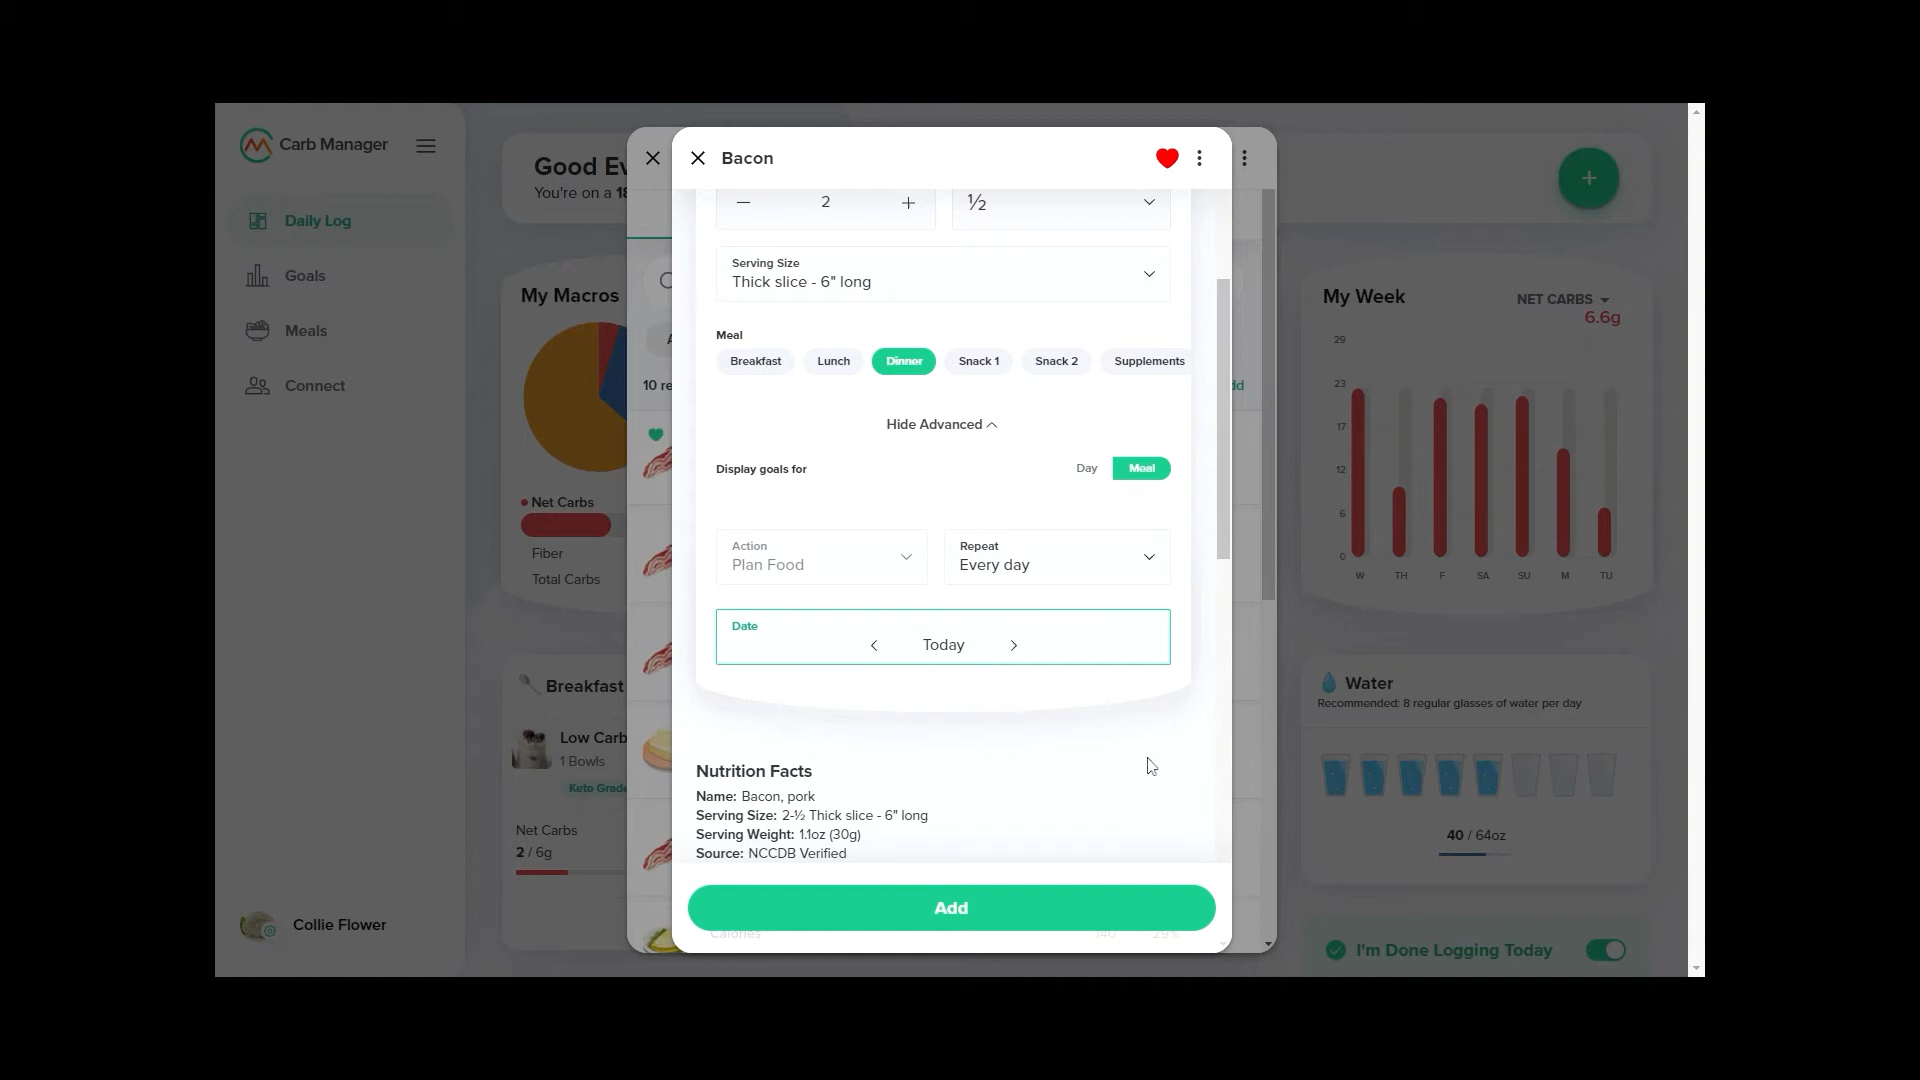 Carb Manager
Daily Log
Goals
Meals
Connect
Collie Flower
Good Ev
You're on a 18
My Macros
Net Carbs
Fiber
Total Carbs
Breakfast
Low Carb
1 Bowls
Keto Grade
Net Carbs
2 / 6g
10 re
Bacon
2
½
Serving Size
Thick slice - 6" long
Meal
Breakfast
Lunch
Dinner
Snack 1
Snack 2
Supplements
Hide Advanced
Display goals for
Day
Meal
Action
Plan Food
Repeat
Every day
Date
Today
Nutrition Facts
Name: Bacon, pork
Serving Size: 2-½ Thick slice - 6" long
Serving Weight: 1.1oz (30g)
Source: NCCDB Verified
Add
Calories 140 29%
dd
My Week
NET CARBS
6.6g
29
23
17
12
6
0
W TH F SA SU M TU
Water
Recommended: 8 regular glasses of water per day
40 / 64oz
I'm Done Logging Today